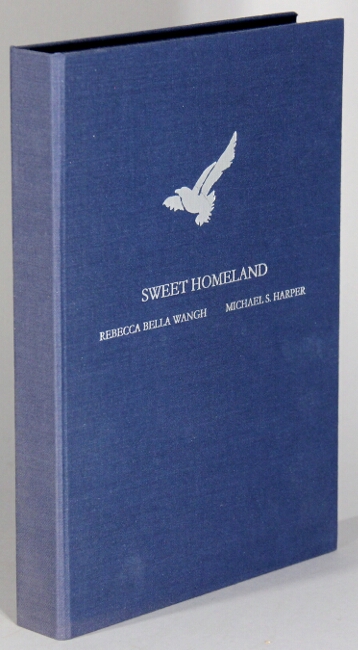 SWEET HOMELAND
REBECCA BELLA WANGH MICHAEL S. HARPER